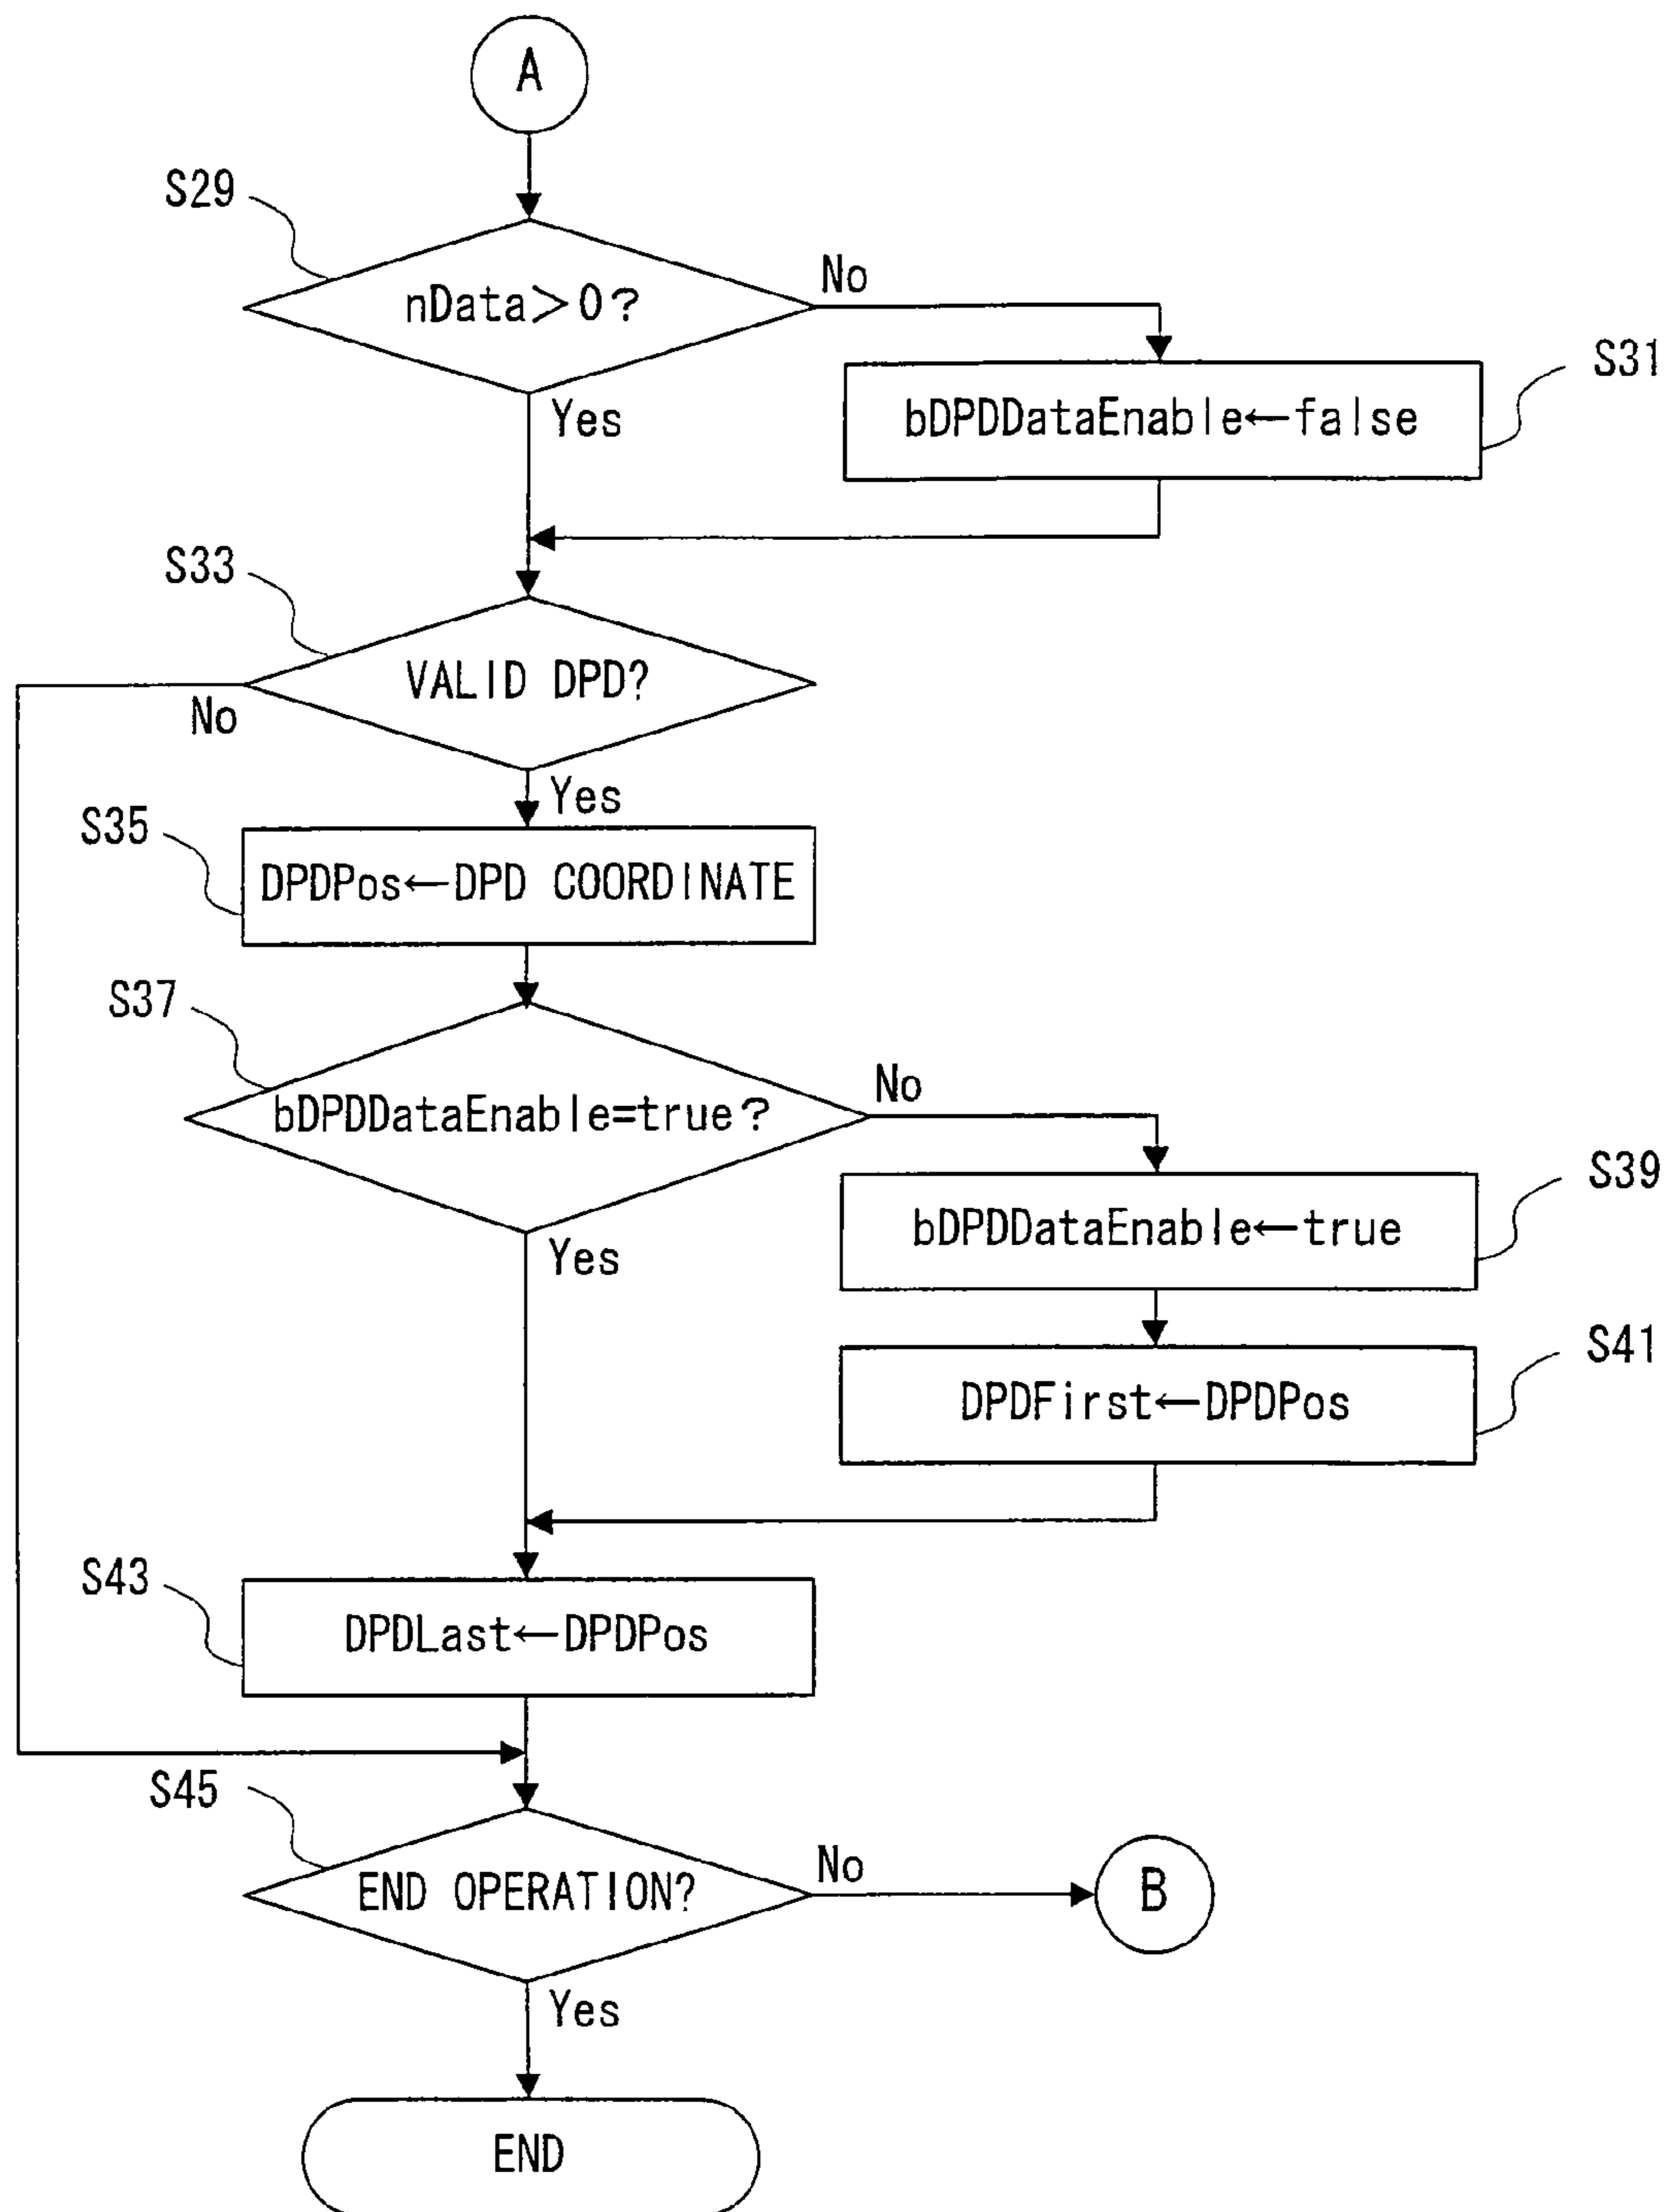 A
S29
nData>0?
No
Yes
S31
bDPDDataEnable←false
S33
VALID DPD?
No
Yes
S35
DPDPos←DPD COORDINATE
S37
bDPDDataEnable=true?
No
Yes
S39
bDPDDataEnable←true
S41
DPDFirst←DPDPos
S43
DPDLast←DPDPos
S45
END OPERATION?
No
B
Yes
END